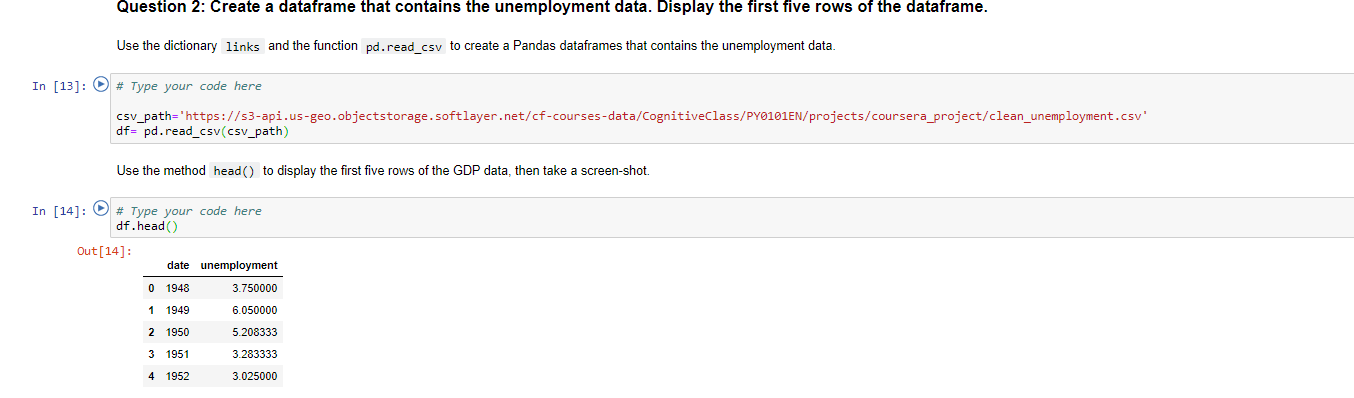 Question 2: Create a dataframe that contains the unemployment data. Display the first five rows of the dataframe.
Use the dictionary links and the function pd.read_csv to create a Pandas dataframes that contains the unemployment data.
In [13]: # Type your code here
csv_path='https://s3-api.us-geo.objectstorage.softlayer.net/cf-courses-data/CognitiveClass/PY0101EN/projects/coursera_project/clean_unemployment.csv'
df= pd.read_csv(csv_path)
Use the method head() to display the first five rows of the GDP data, then take a screen-shot.
In [14]: # Type your code here
df.head()
Out[14]:
date unemployment
0 1948 3.750000
1 1949 6.050000
2 1950 5.208333
3 1951 3.283333
4 1952 3.025000